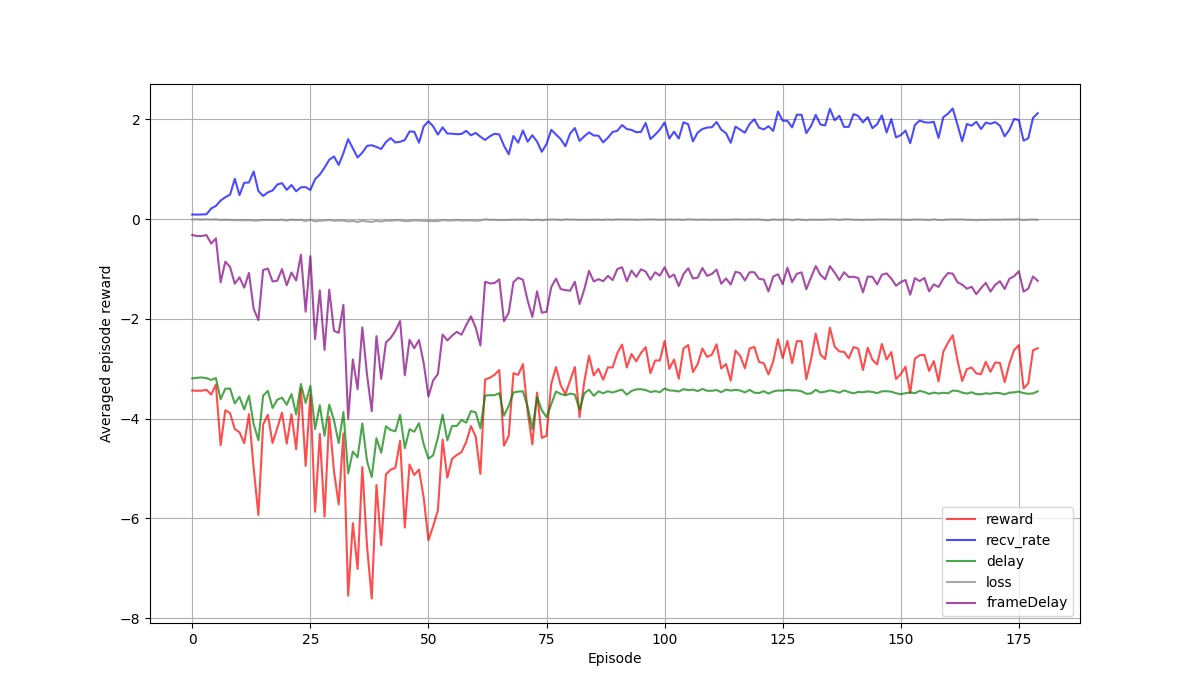 2
0
−2
−4
−6
−8
Averaged episode reward
0 25 50 75 100 125 150 175
Episode
reward
recv_rate
delay
loss
frameDelay